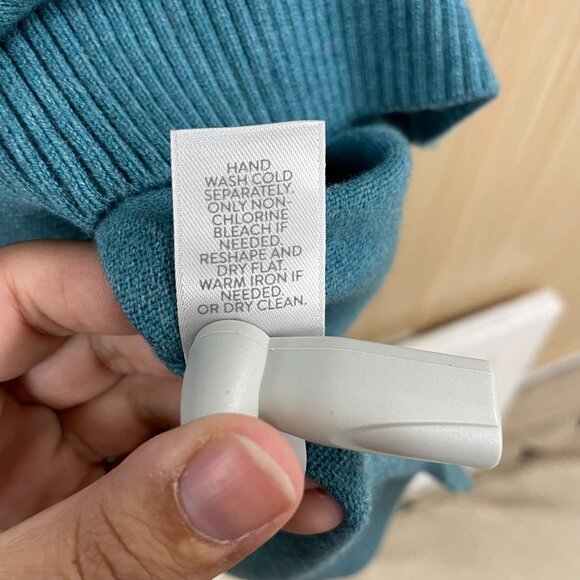 HAND
WASH COLD
SEPARATELY.
ONLY NON-
CHLORINE
BLEACH IF
NEEDED.
RESHAPE AND
DRY FLAT.
WARM IRON IF
NEEDED.
OR DRY CLEAN.